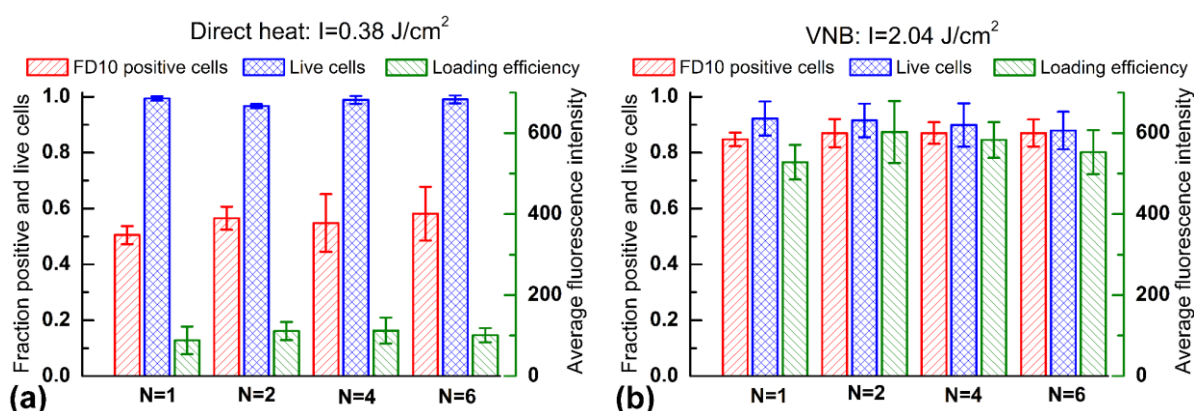 Direct heat: I=0.38 J/cm²
FD10 positive cells Live cells Loading efficiency
Fraction positive and live cells
1.0
0.8
0.6
0.4
0.2
0.0
600
400
200
0
Average fluorescence intensity
N=1 N=2 N=4 N=6
(a)
VNB: I=2.04 J/cm²
FD10 positive cells Live cells Loading efficiency
Fraction positive and live cells
1.0
0.8
0.6
0.4
0.2
0.0
600
400
200
0
Average fluorescence intensity
N=1 N=2 N=4 N=6
(b)